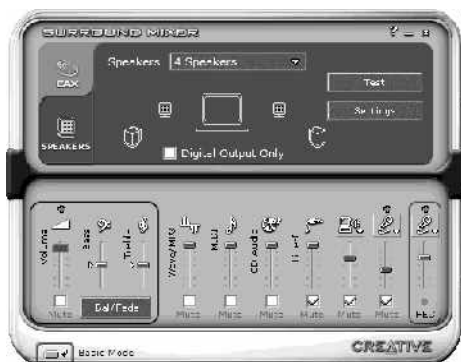 SURROUND MIXER
EAX
SPEAKERS
Speakers
4 Speakers
Test
Settings
Digital Output Only
Volume
Bass
Treble
Wave/MP3
MIDI
CD Audio
Mute
Bal/Fade
Mute
Mute
Mute
Mute
Mute
Mute
REC
Basic Mode
CREATIVE